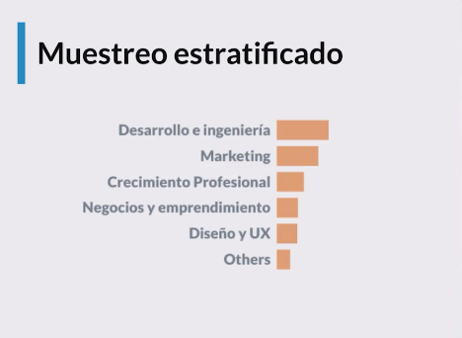 Muestreo estratificado
Desarrollo e ingeniería
Marketing
Crecimiento Profesional
Negocios y emprendimiento
Diseño y UX
Others